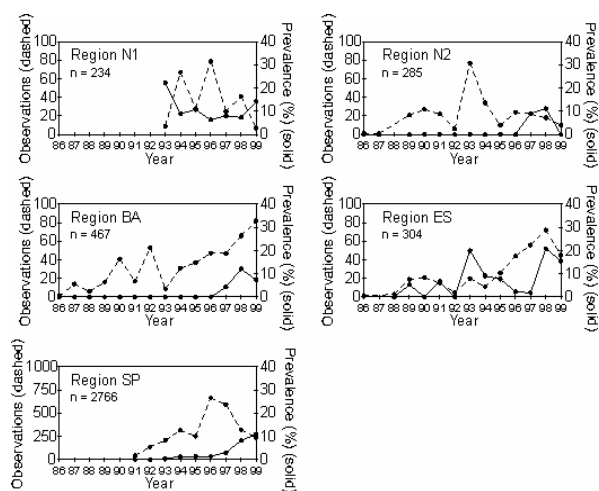 Region N1
n = 234
Observations (dashed)
100
80
60
40
20
0
Prevalence (%) (solid)
40
30
20
10
0
86 87 88 89 90 91 92 93 94 95 96 97 98 99
Year
Region N2
n = 285
Observations (dashed)
100
80
60
40
20
0
Prevalence (%) (solid)
40
30
20
10
0
86 87 88 89 90 91 92 93 94 95 96 97 98 99
Year
Region BA
n = 467
Observations (dashed)
100
80
60
40
20
0
Prevalence (%) (solid)
40
30
20
10
0
86 87 88 89 90 91 92 93 94 95 96 97 98 99
Year
Region ES
n = 304
Observations (dashed)
100
80
60
40
20
0
Prevalence (%) (solid)
40
30
20
10
0
86 87 88 89 90 91 92 93 94 95 96 97 98 99
Year
Region SP
n = 2766
Observations (dashed)
1000
750
500
250
0
Prevalence (%) (solid)
40
30
20
10
0
86 87 88 89 90 91 92 93 94 95 96 97 98 99
Year